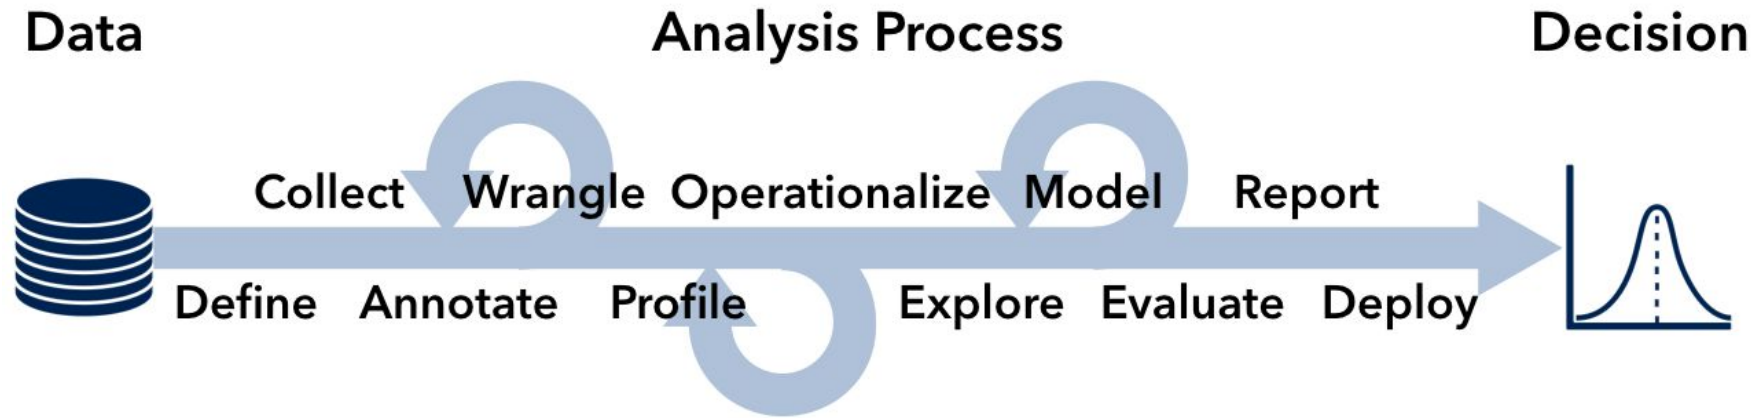 Data Analysis Process Decision
Collect Wrangle Operationalize Model Report
Define Annotate Profile Explore Evaluate Deploy